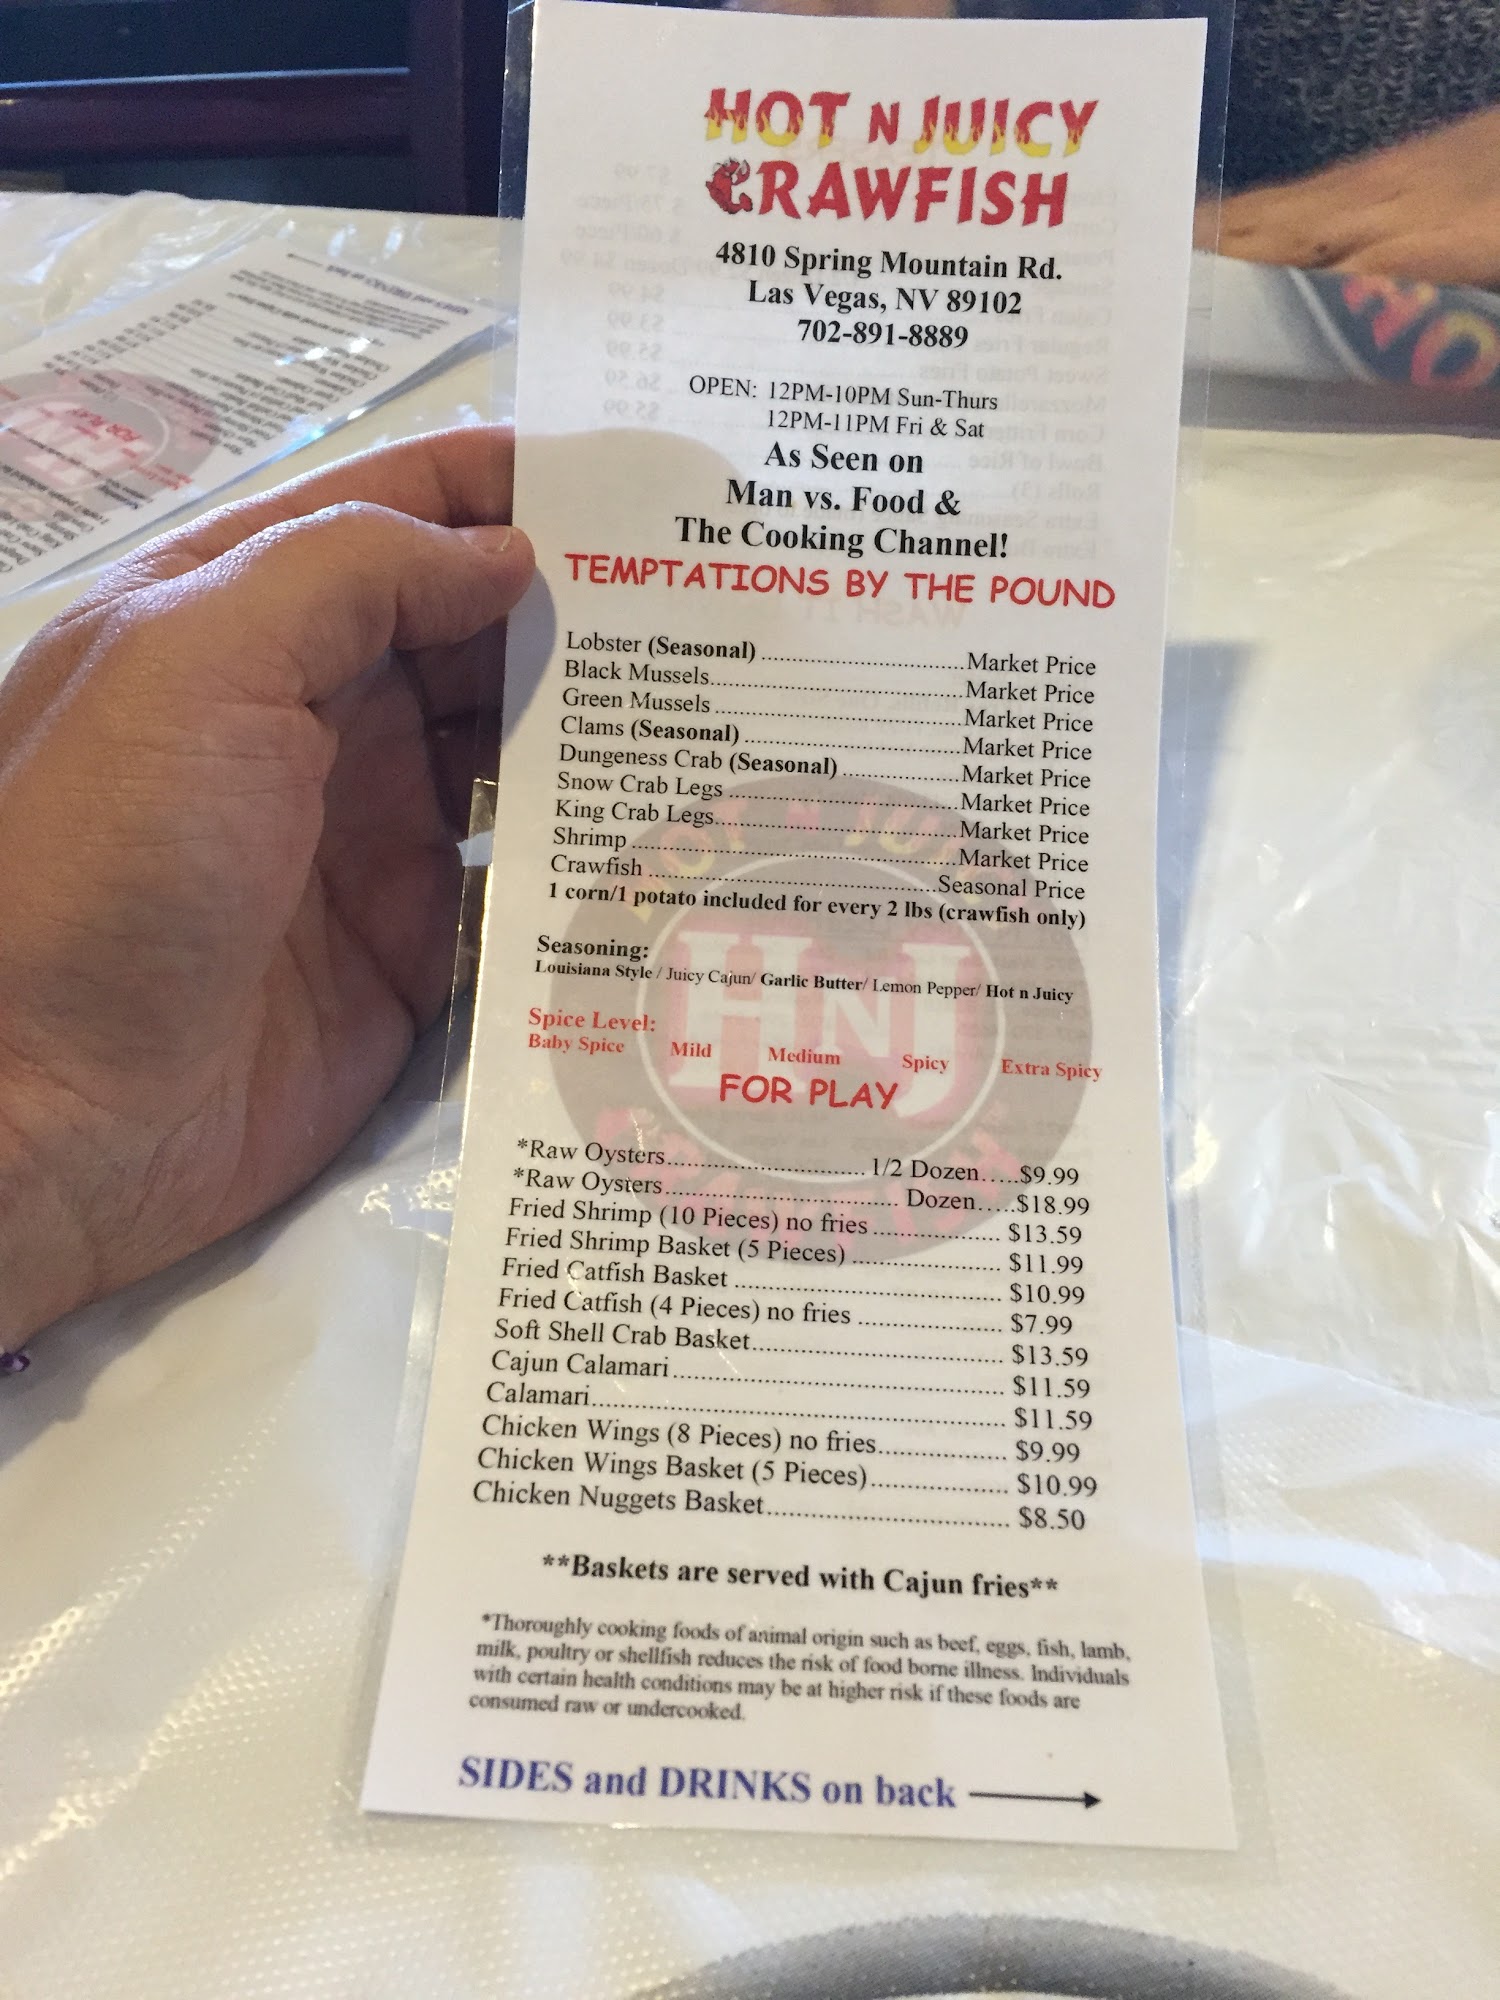 HOT N JUICY
CRAWFISH
4810 Spring Mountain Rd.
Las Vegas, NV 89102
702-891-8889
OPEN: 12PM-10PM Sun-Thurs
12PM-11PM Fri & Sat
As Seen on
Man vs. Food &
The Cooking Channel!
TEMPTATIONS BY THE POUND
Lobster (Seasonal) ............................... Market Price
Black Mussels....................................... Market Price
Green Mussels ...................................... Market Price
Clams (Seasonal) .................................. Market Price
Dungeness Crab (Seasonal) .................. Market Price
Snow Crab Legs ................................... Market Price
King Crab Legs..................................... Market Price
Shrimp .................................................. Market Price
Crawfish ............................................ Seasonal Price
1 corn/1 potato included for every 2 lbs (crawfish only)
Seasoning:
Louisiana Style / Juicy Cajun/ Garlic Butter/ Lemon Pepper/ Hot n Juicy
Spice Level:
Baby Spice Mild Medium Spicy Extra Spicy
FOR PLAY
*Raw Oysters............................. 1/2 Dozen.....$9.99
*Raw Oysters.................................. Dozen.....$18.99
Fried Shrimp (10 Pieces) no fries ................... $13.59
Fried Shrimp Basket (5 Pieces) ...................... $11.99
Fried Catfish Basket ....................................... $10.99
Fried Catfish (4 Pieces) no fries ..................... $7.99
Soft Shell Crab Basket..................................... $13.59
Cajun Calamari................................................ $11.59
Calamari........................................................... $11.59
Chicken Wings (8 Pieces) no fries................... $9.99
Chicken Wings Basket (5 Pieces).................... $10.99
Chicken Nuggets Basket................................... $8.50
**Baskets are served with Cajun fries**
*Thoroughly cooking foods of animal origin such as beef, eggs, fish, lamb,
milk, poultry or shellfish reduces the risk of food borne illness. Individuals
with certain health conditions may be at higher risk if these foods are
consumed raw or undercooked.
SIDES and DRINKS on back
HNJ
FOR PLAY